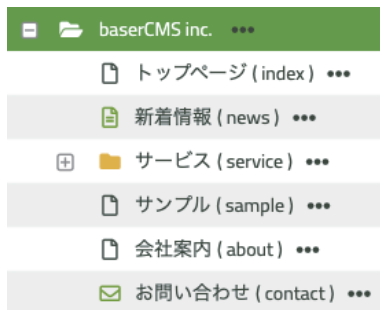 baserCMS inc. •••
トップページ ( index ) •••
新着情報 ( news ) •••
サービス ( service ) •••
サンプル ( sample ) •••
会社案内 ( about ) •••
お問い合わせ ( contact ) •••